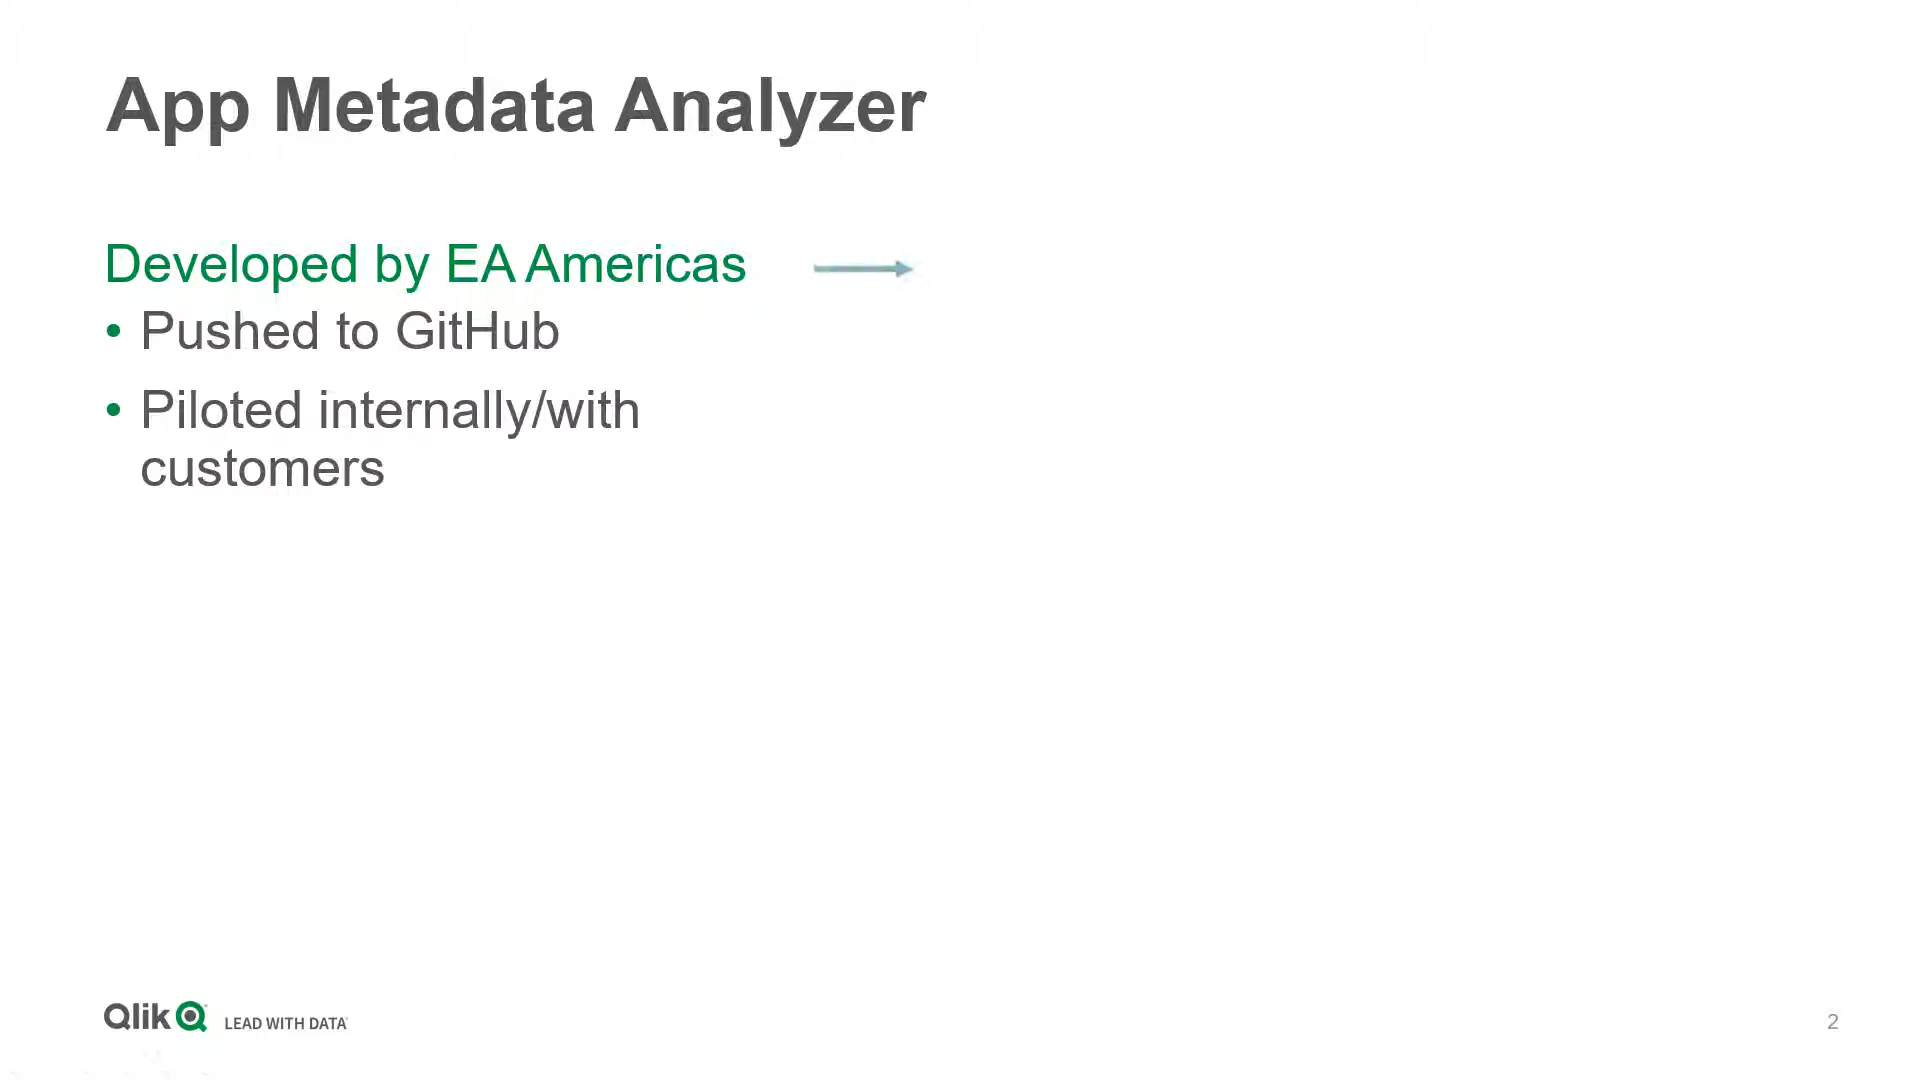 App Metadata Analyzer
Developed by EA Americas
• Pushed to GitHub
• Piloted internally/with
customers
Qlik LEAD WITH DATA
2